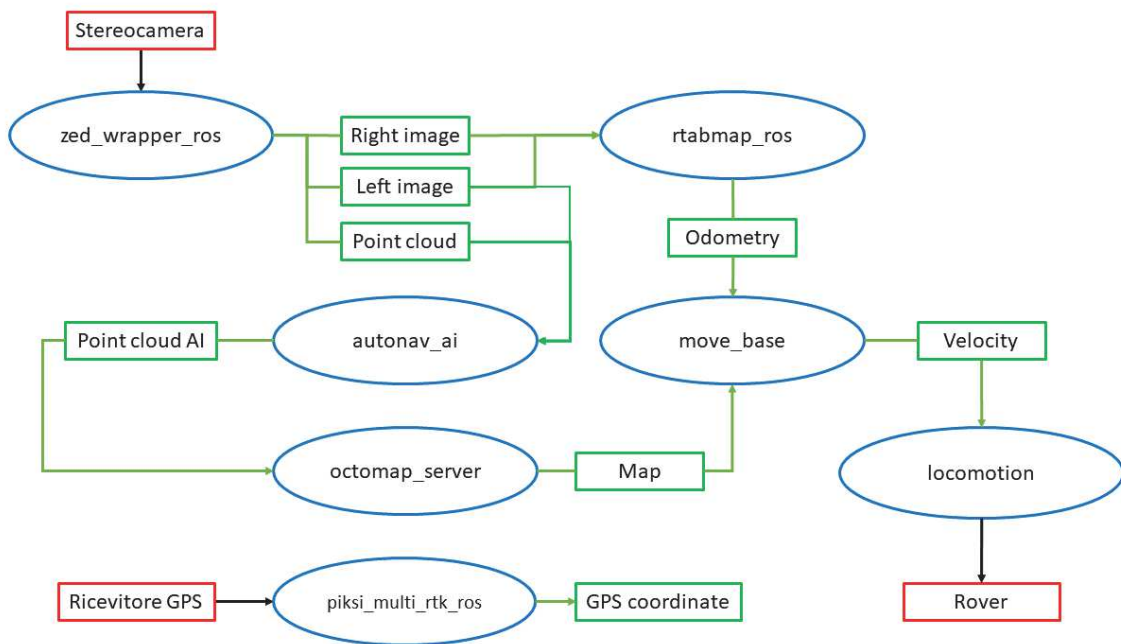 Stereocamera
zed_wrapper_ros
Right image
rtabmap_ros
Left image
Point cloud
Odometry
Point cloud AI
autonav_ai
move_base
Velocity
octomap_server
Map
locomotion
Ricevitore GPS
piksi_multi_rtk_ros
GPS coordinate
Rover